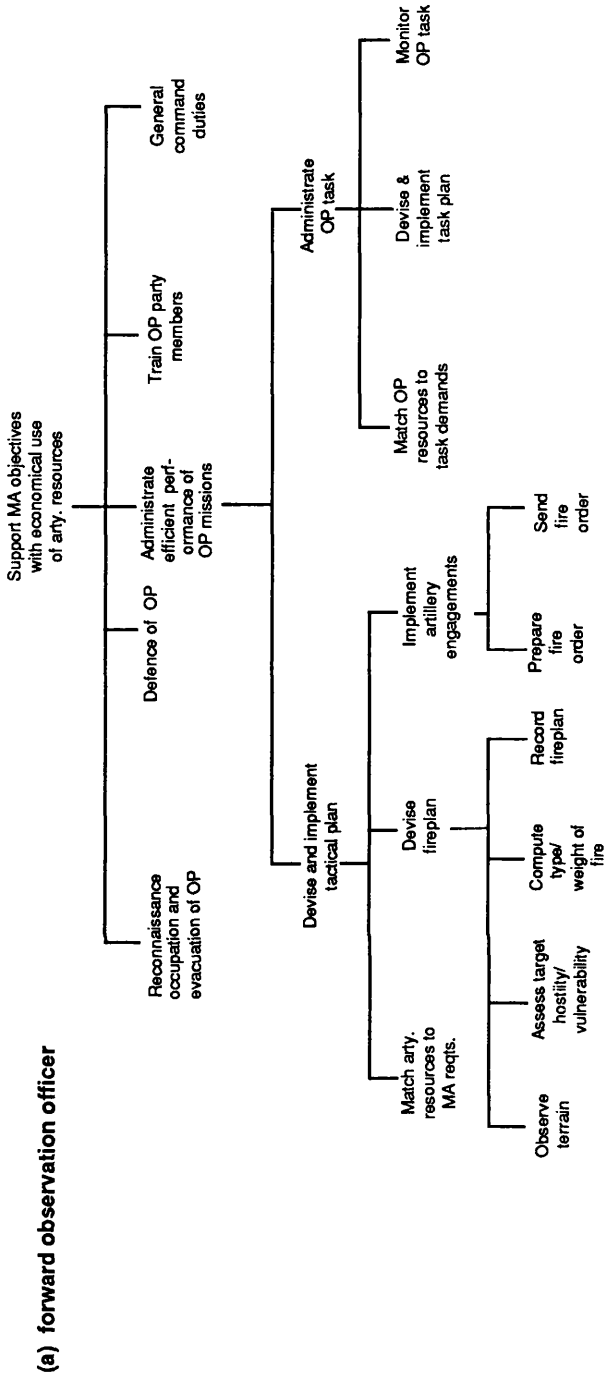 (a) forward observation officer
Support MA objectives
with economical use
of arty. resources
Reconnaissance
occupation and
evacuation of OP
Defence of OP
Administrate
efficient perf-
ormance of
OP missions
Train OP party
members
General
command
duties
Devise and implement
tactical plan
Administrate
OP task
Match arty.
resources to
MA reqts.
Devise
fireplan
Implement
artillery
engagements
Match OP
resources to
task demands
Devise &
implement
task plan
Monitor
OP task
Observe
terrain
Assess target
hostility/
vulnerability
Compute
type/
weight of
fire
Record
fireplan
Prepare
fire
order
Send
fire
order